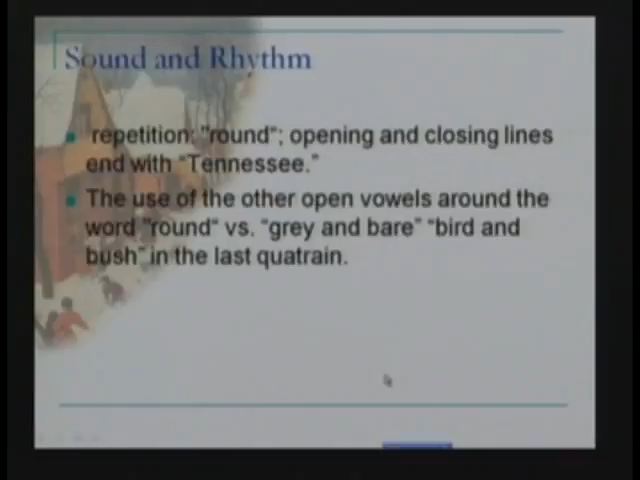 Sound and Rhythm
repetition: "round"; opening and closing lines
end with "Tennessee."
The use of the other open vowels around the
word "round" vs. "grey and bare" "bird and
bush" in the last quatrain.